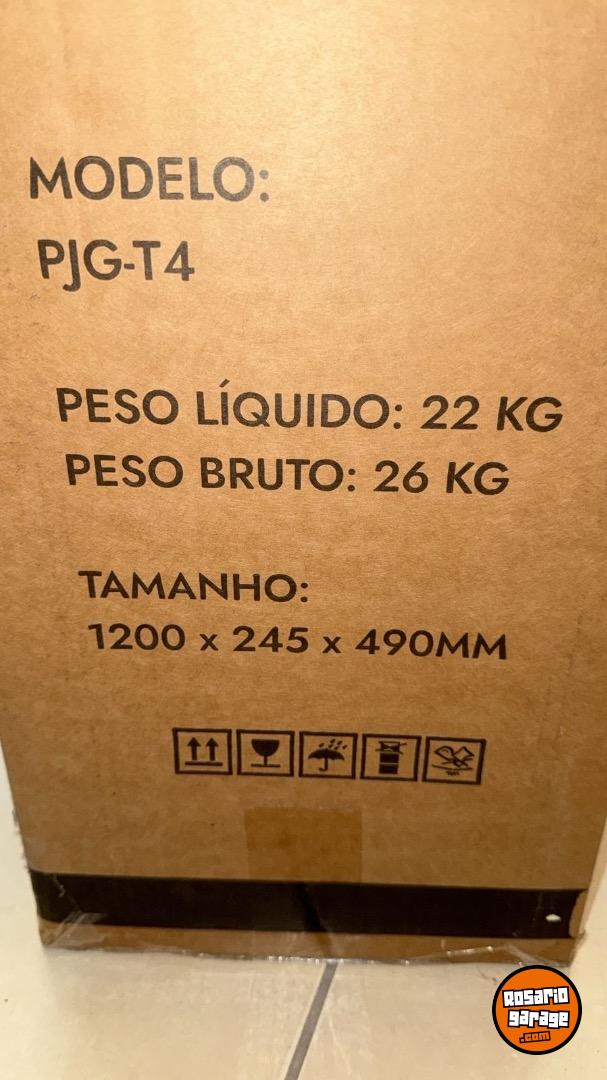 MODELO:
PJG-T4
PESO LÍQUIDO: 22 KG
PESO BRUTO: 26 KG
TAMANHO:
1200 x 245 x 490MM
Rosario
garage
.com